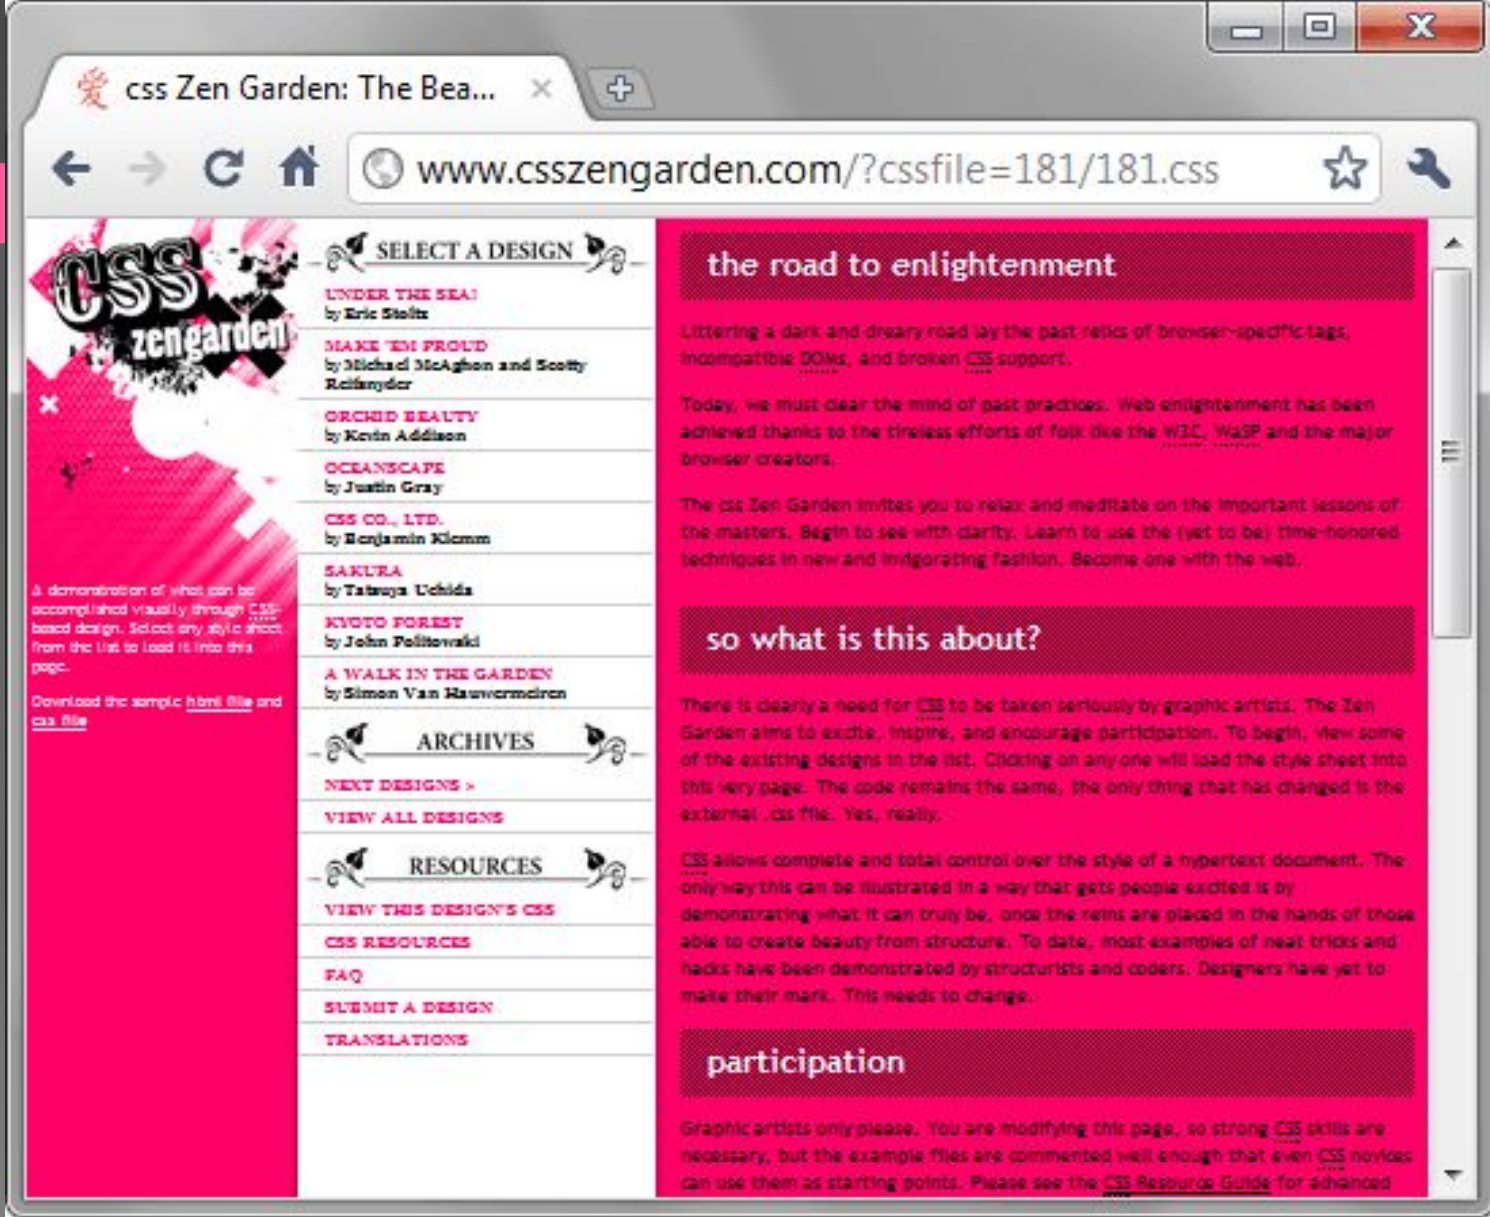 css Zen Garden: The Bea...
www.csszengarden.com/?cssfile=181/181.css
css
zengarden
A demonstration of what can be
accomplished visually through CSS-
based design. Select any style sheet
from the list to load it into this
page.
Download the sample html file and
css file
SELECT A DESIGN
UNDER THE SEA!
by Eric Stoltz
MAKE 'EM PROUD
by Michael McAghon and Scotty
Reifsnyder
ORCHID BEAUTY
by Kevin Addison
OCEANSCAPE
by Justin Gray
CSS CO., LTD.
by Benjamin Klemm
SAKURA
by Tatsuya Uchida
KYOTO FOREST
by John Politowski
A WALK IN THE GARDEN
by Simon Van Hauwermeiren
ARCHIVES
NEXT DESIGNS »
VIEW ALL DESIGNS
RESOURCES
VIEW THIS DESIGN'S CSS
CSS RESOURCES
FAQ
SUBMIT A DESIGN
TRANSLATIONS
the road to enlightenment
Littering a dark and dreary road lay the past relics of browser-specific tags,
incompatible DOMs, and broken CSS support.
Today, we must clear the mind of past practices. Web enlightenment has been
achieved thanks to the tireless efforts of folk like the W3C, WaSP and the major
browser creators.
The css Zen Garden invites you to relax and meditate on the important lessons of
the masters. Begin to see with clarity. Learn to use the (yet to be) time-honored
techniques in new and invigorating fashion. Become one with the web.
so what is this about?
There is clearly a need for CSS to be taken seriously by graphic artists. The Zen
Garden aims to excite, inspire, and encourage participation. To begin, view some
of the existing designs in the list. Clicking on any one will load the style sheet into
this very page. The code remains the same, the only thing that has changed is the
external .css file. Yes, really.
CSS allows complete and total control over the style of a hypertext document. The
only way this can be illustrated in a way that gets people excited is by
demonstrating what it can truly be, once the reins are placed in the hands of those
able to create beauty from structure. To date, most examples of neat tricks and
hacks have been demonstrated by structurists and coders. Designers have yet to
make their mark. This needs to change.
participation
Graphic artists only please. You are modifying this page, so strong CSS skills are
necessary, but the example files are commented well enough that even CSS novices
can use them as starting points. Please see the CSS Resource Guide for advanced